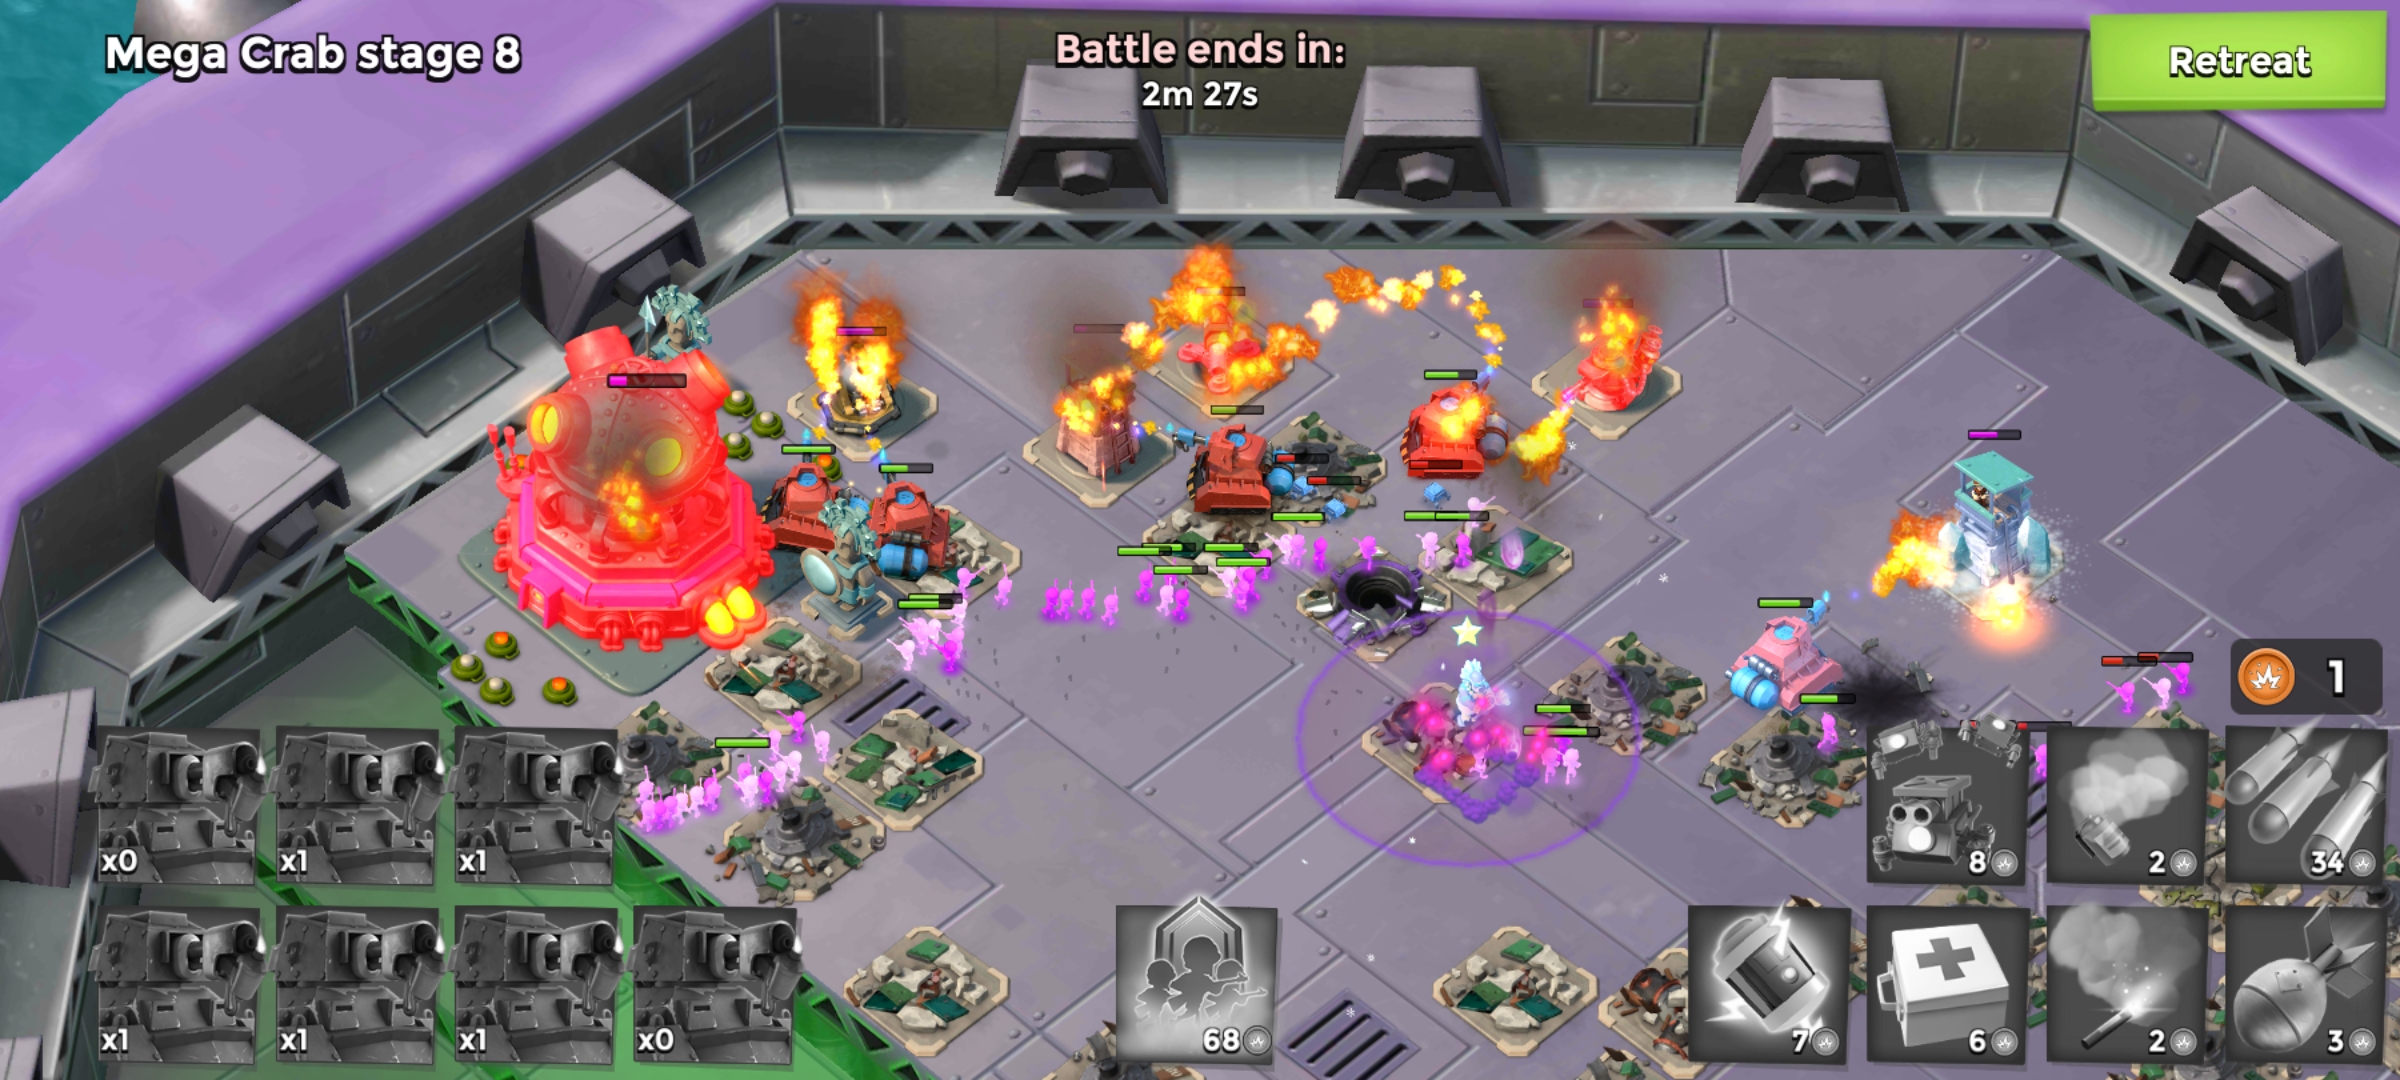 Mega Crab stage 8
Battle ends in:
2m 27s
Retreat
1
x0
x1
x1
8
2
34
x1
x1
x1
x0
68
7
6
2
3